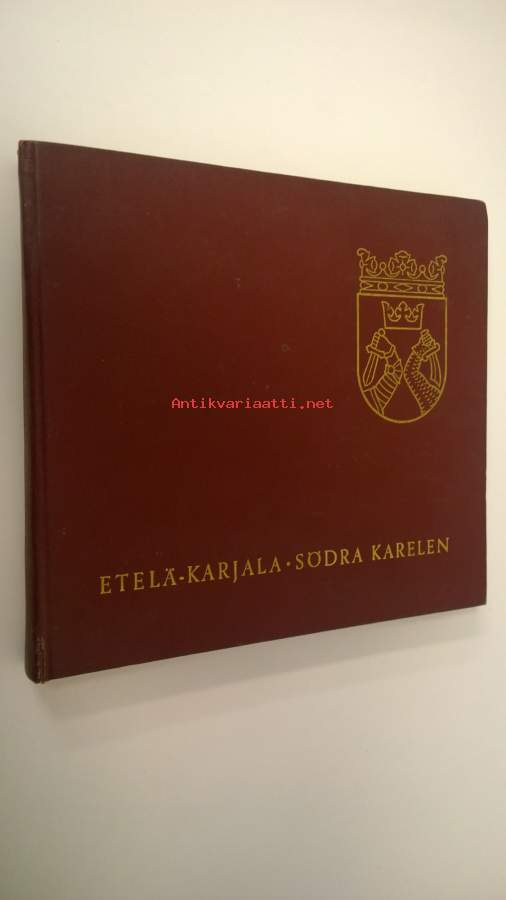 Antikvariaatti.net
ETELÄ-KARJALA • SÖDRA KARELEN